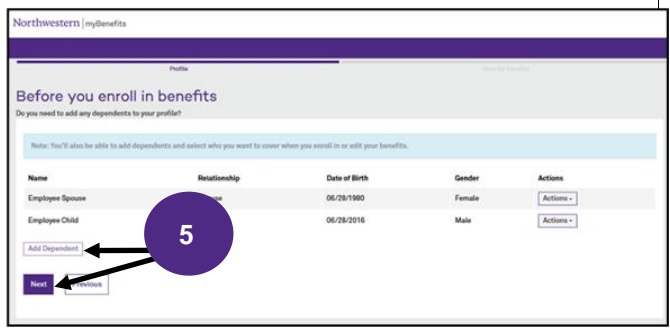 Northwestern | myBenefits
Profile
Before you enroll in benefits
Do you need to add any dependents to your profile?
Note: You'll also be able to add dependents and select who you want to cover when you enroll in or edit your benefits.
Name Relationship Date of Birth Gender Actions
Employee Spouse 06/28/1980 Female Actions
Employee Child 06/28/2016 Male Actions
5
Add Dependent
Next Previous